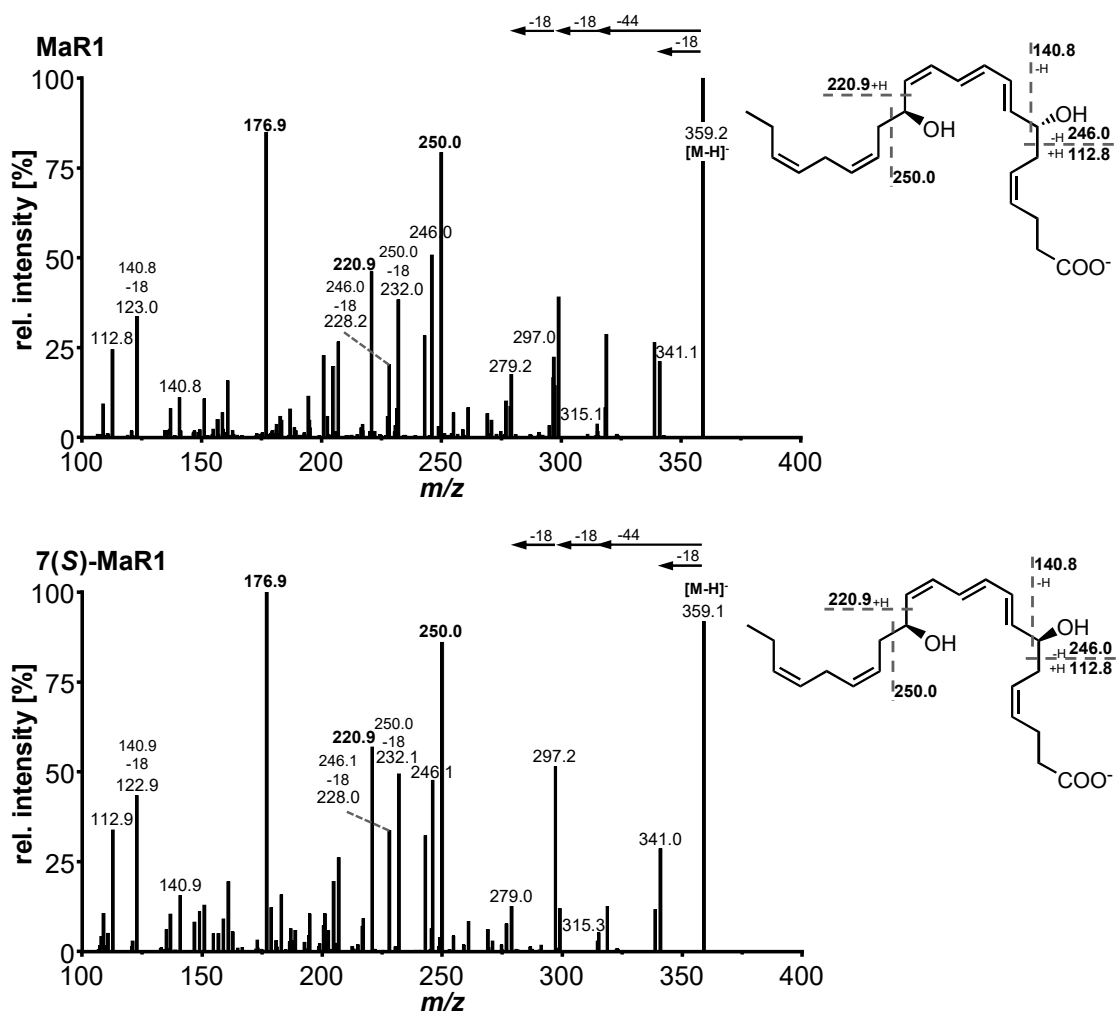 MaR1
-18 -18 -44
-18
100
75
50
25
0
rel. intensity [%]
112.8
140.8
-18
123.0
140.8
176.9
220.9
246.0
-18
228.2
250.0
-18
232.0
246.0
250.0
279.2
297.0
315.1
341.1
359.2
[M-H]-
100 150 200 250 300 350 400
m/z
140.8
-H
220.9 +H
OH
OH
-H 246.0
+H 112.8
250.0
COO-
7(S)-MaR1
-18 -18 -44
-18
100
75
50
25
0
rel. intensity [%]
112.9
140.9
-18
122.9
140.9
176.9
220.9
246.1
-18
228.0
250.0
-18
232.1
246.1
250.0
279.0
297.2
315.3
341.0
[M-H]-
359.1
100 150 200 250 300 350 400
m/z
140.8
-H
220.9 +H
OH
OH
-H 246.0
+H 112.8
250.0
COO-